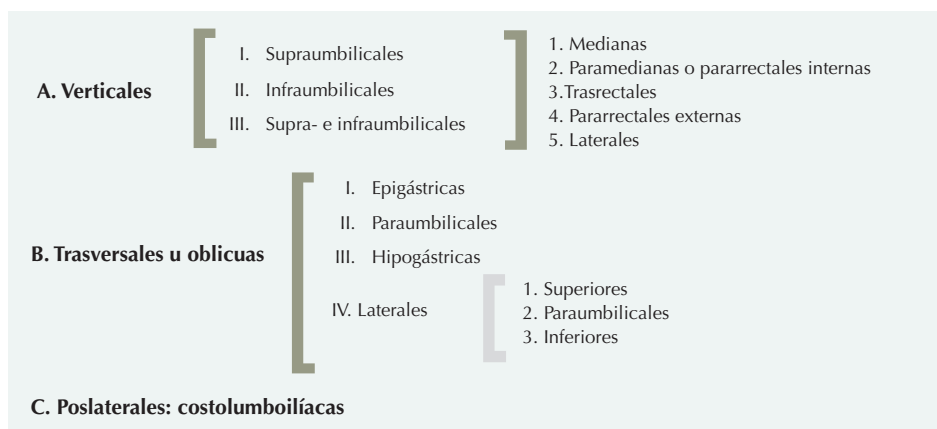 A. Verticales
I. Supraumbilicales
II. Infraumbilicales
III. Supra- e infraumbilicales
1. Medianas
2. Paramedianas o pararrectales internas
3.Trasrectales
4. Pararrectales externas
5. Laterales
B. Trasversales u oblicuas
I. Epigástricas
II. Paraumbilicales
III. Hipogástricas
IV. Laterales
1. Superiores
2. Paraumbilicales
3. Inferiores
C. Poslaterales: costolumboilíacas